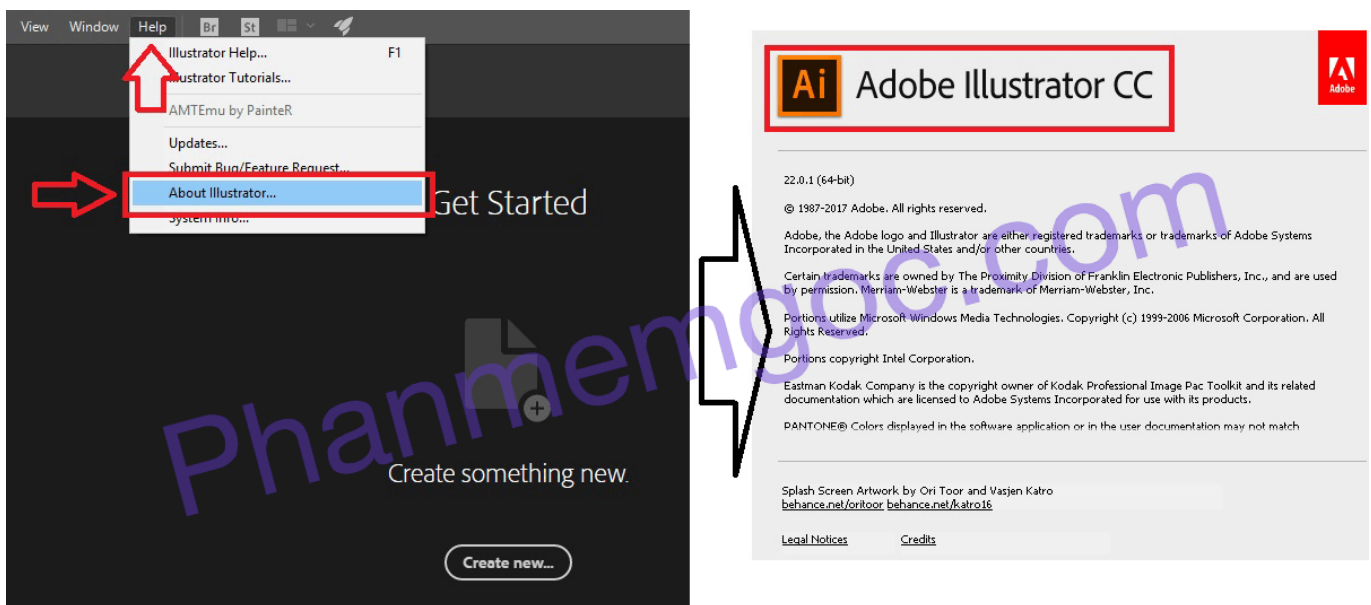 View Window Help Br St
Illustrator Help... F1
Illustrator Tutorials...
AMTEmu by PainteR
Updates...
Submit Bug/Feature Request...
About Illustrator...
System Info...
Get Started
Create something new.
Create new...
Ai Adobe Illustrator CC
Adobe
22.0.1 (64-bit)
© 1987-2017 Adobe. All rights reserved.
Adobe, the Adobe logo and Illustrator are either registered trademarks or trademarks of Adobe Systems
Incorporated in the United States and/or other countries.
Certain trademarks are owned by The Proximity Division of Franklin Electronic Publishers, Inc., and are used
by permission. Merriam-Webster is a trademark of Merriam-Webster, Inc.
Portions utilize Microsoft Windows Media Technologies. Copyright (c) 1999-2006 Microsoft Corporation. All
Rights Reserved.
Portions copyright Intel Corporation.
Eastman Kodak Company is the copyright owner of Kodak Professional Image Pac Toolkit and its related
documentation which are licensed to Adobe Systems Incorporated for use with its products.
PANTONE® Colors displayed in the software application or in the user documentation may not match
Splash Screen Artwork by Ori Toor and Vasjen Katro
behance.net/oritoor behance.net/katro16
Legal Notices Credits
Phanmemgoc.com